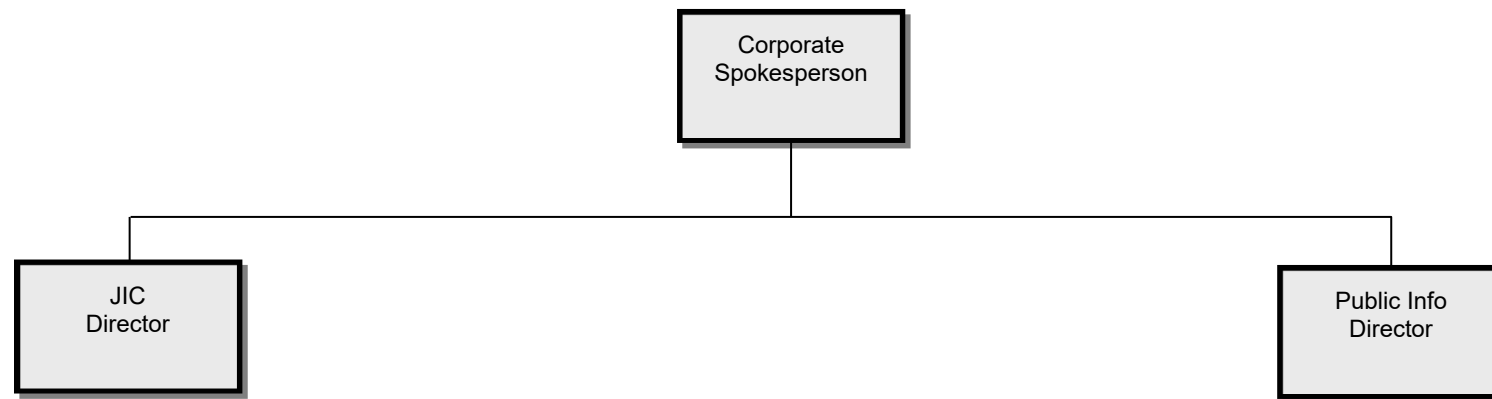 Corporate
Spokesperson
JIC
Director
Public Info
Director